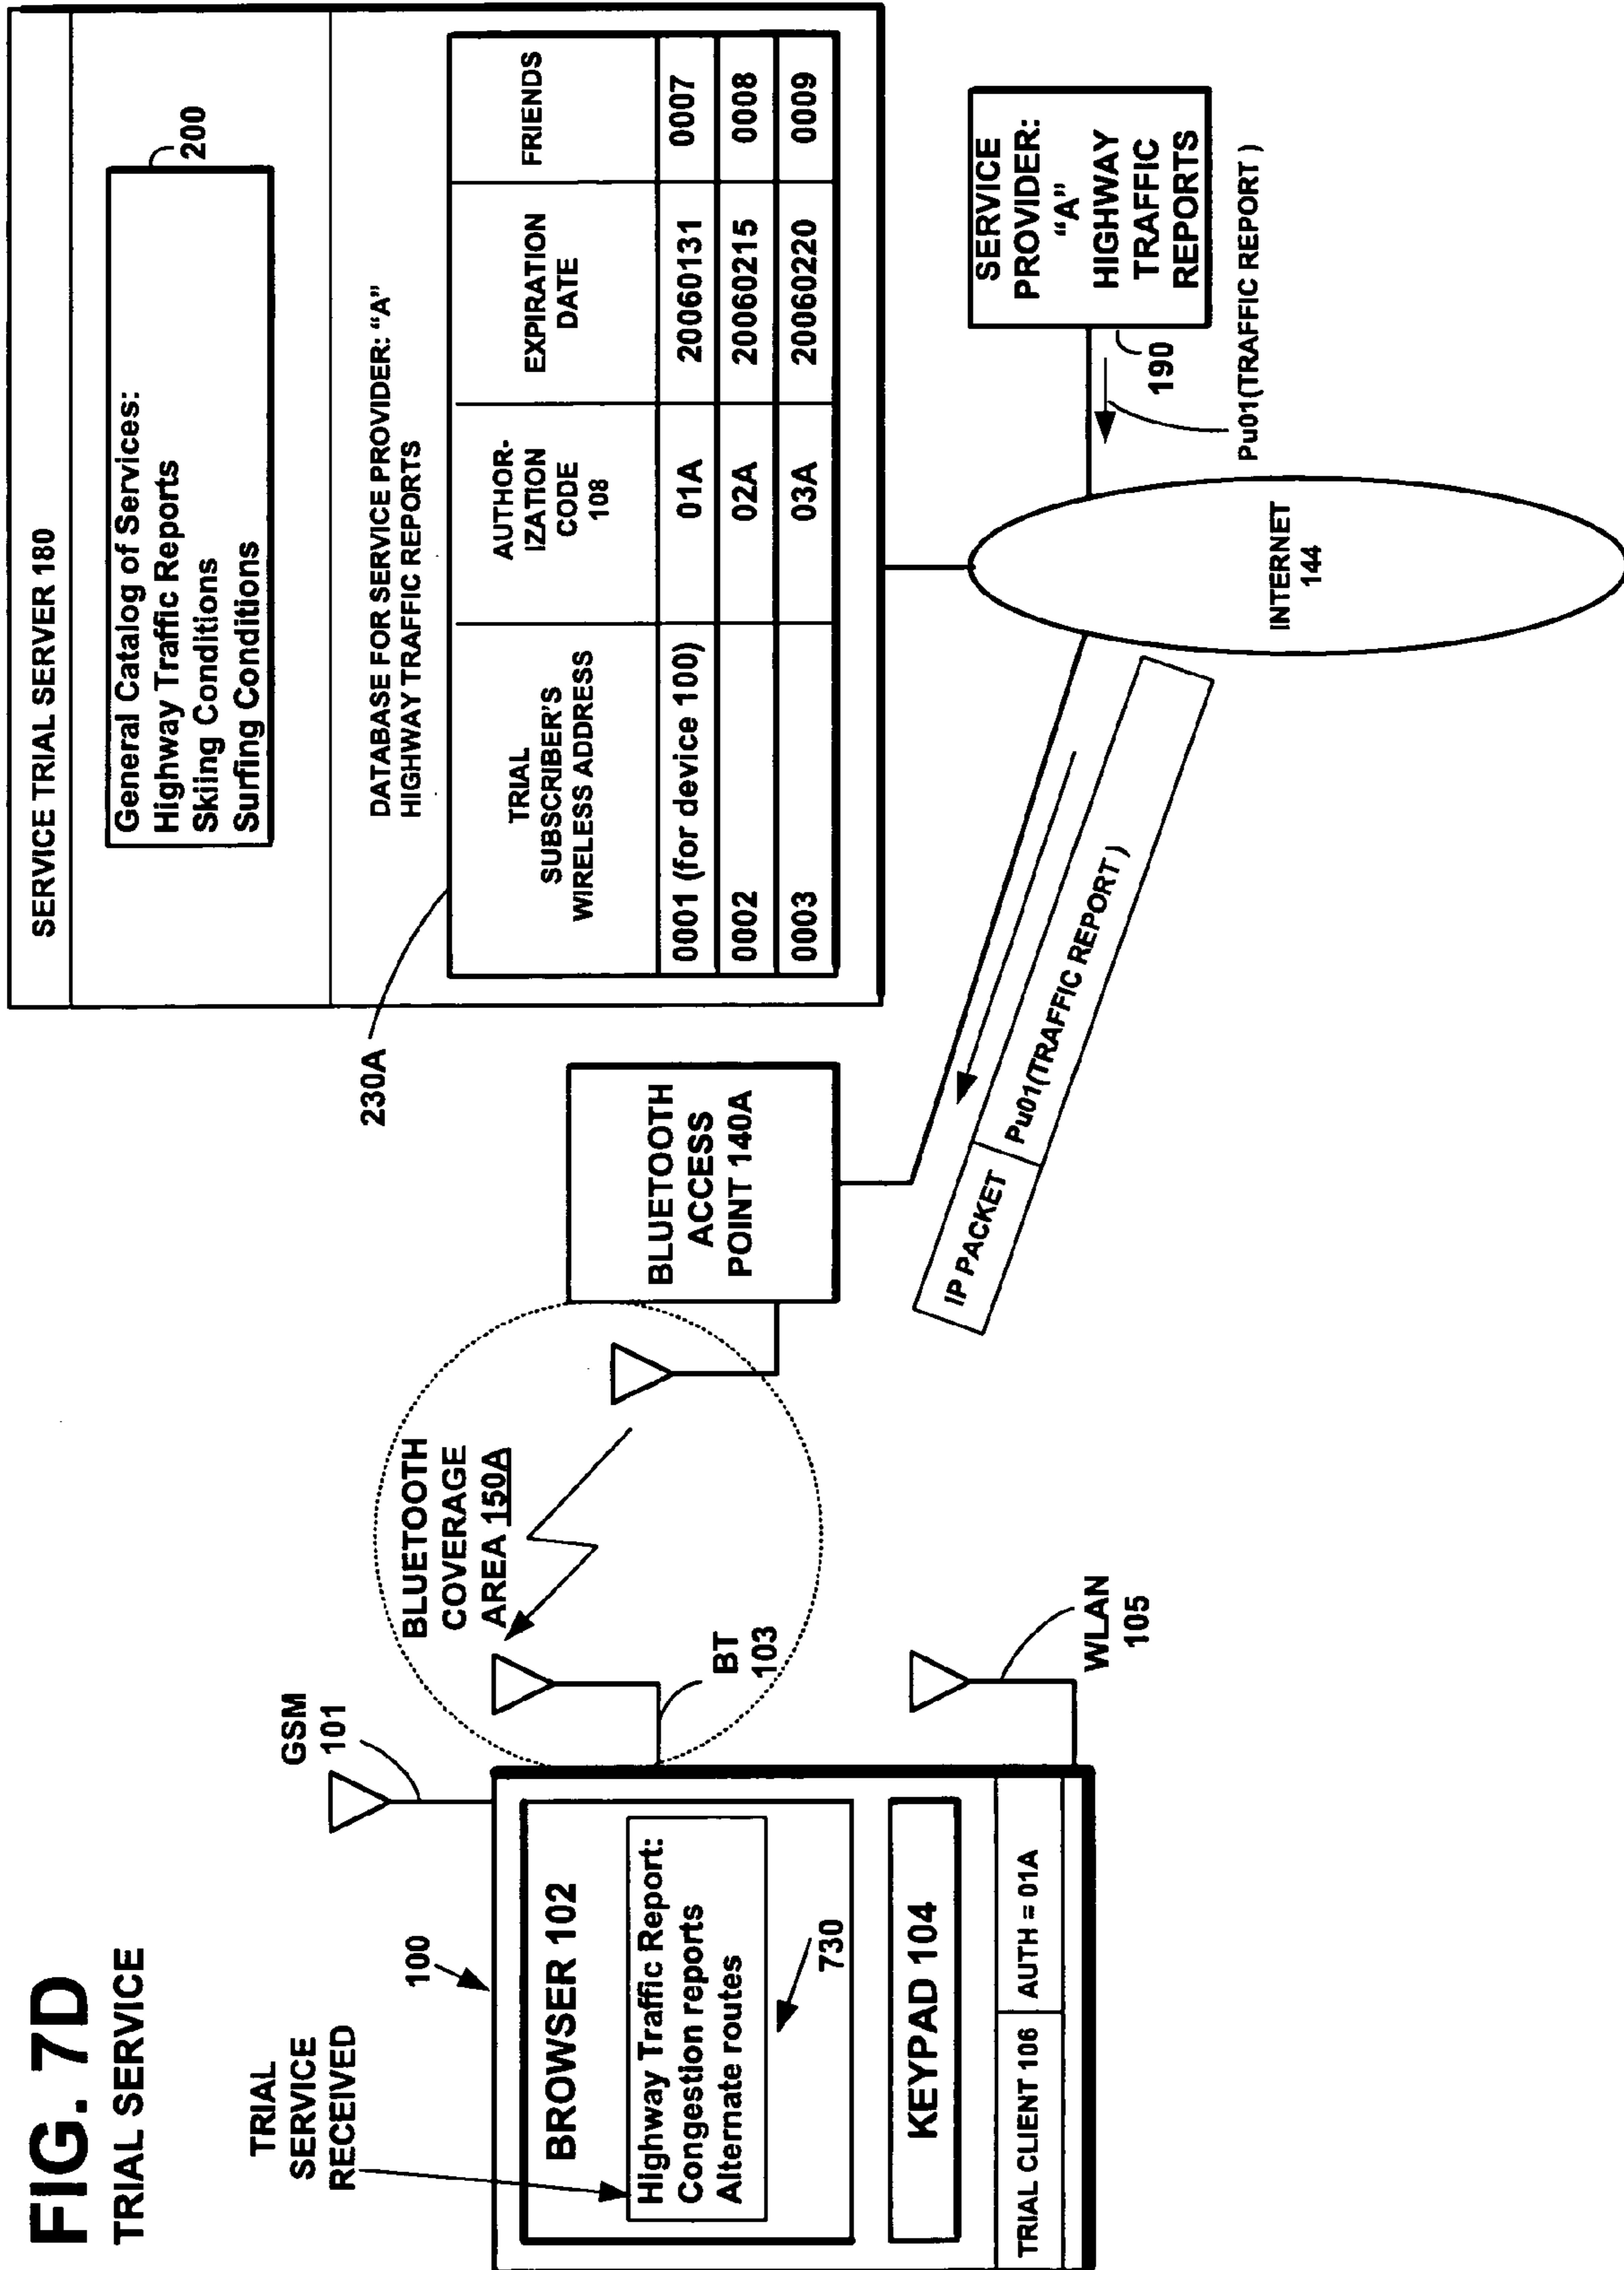 FIG. 7D
TRIAL SERVICE
TRIAL
SERVICE
RECEIVED
100
BROWSER 102
Highway Traffic Report:
Congestion reports
Alternate routes
730
KEYPAD 104
TRIAL CLIENT 106
AUTH = 01A
GSM
101
BT
103
WLAN
105
BLUETOOTH
COVERAGE
AREA 150A
BLUETOOTH
ACCESS
POINT 140A
IP PACKET
Pu01(TRAFFIC REPORT )
SERVICE TRIAL SERVER 180
General Catalog of Services:
Highway Traffic Reports
Skiing Conditions
Surfing Conditions
200
DATABASE FOR SERVICE PROVIDER: “A”
HIGHWAY TRAFFIC REPORTS
230A
TRIAL
SUBSCRIBER'S
WIRELESS ADDRESS
AUTHOR-
IZATION
CODE
108
EXPIRATION
DATE
FRIENDS
0001 (for device 100)
01A
20060131
0007
0002
02A
20060215
0008
0003
03A
20060220
0009
INTERNET
144
SERVICE
PROVIDER:
“A”
HIGHWAY
TRAFFIC
REPORTS
190
Pu01(TRAFFIC REPORT )